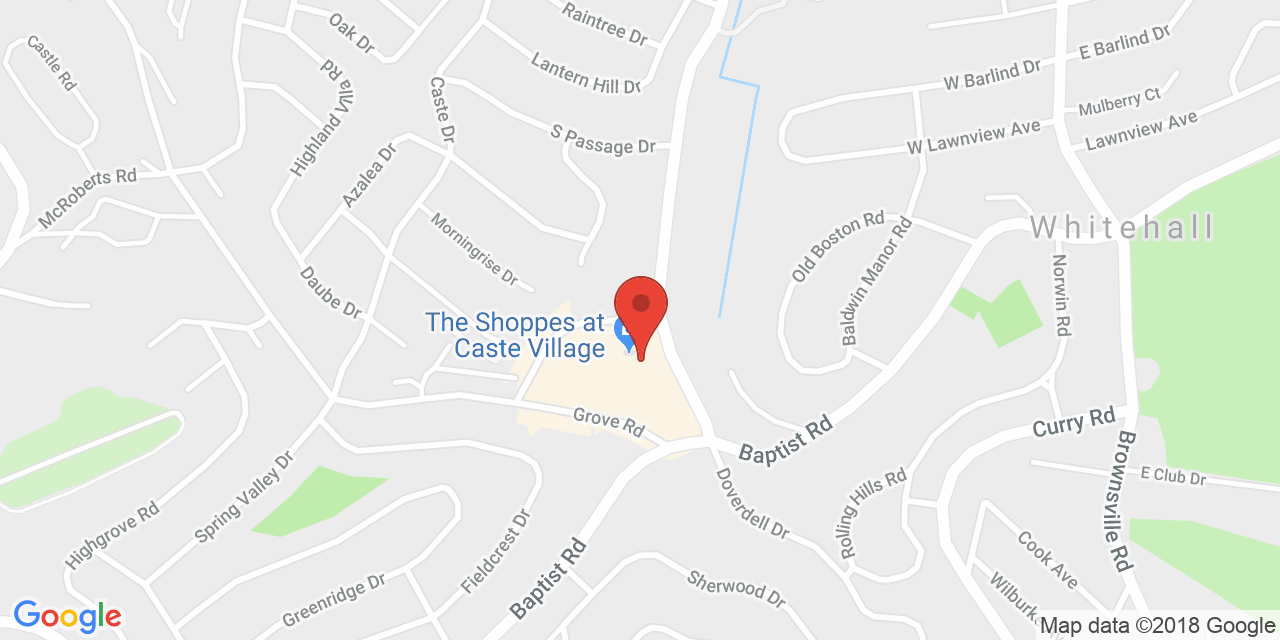 Raintree Dr
Oak Dr
Castle Rd
E Barlind Dr
Lantern Hill Dr
W Barlind Dr
Highland Villa Rd
Caste Dr
Mulberry Ct
Lawnview Ave
W Lawnview Ave
S Passage Dr
Azalea Dr
McRoberts Rd
Whitehall
Old Boston Rd
Morningrise Dr
Baldwin Manor Rd
Norwin Rd
Daube Dr
The Shoppes at
Caste Village
Grove Rd
Baptist Rd
Curry Rd
Brownsville Rd
E Club Dr
Spring Valley Dr
Doverdell Dr
Rolling Hills Rd
Highgrove Rd
Fieldcrest Dr
Cook Ave
Baptist Rd
Greenridge Dr
Sherwood Dr
Google
Map data ©2018 Google